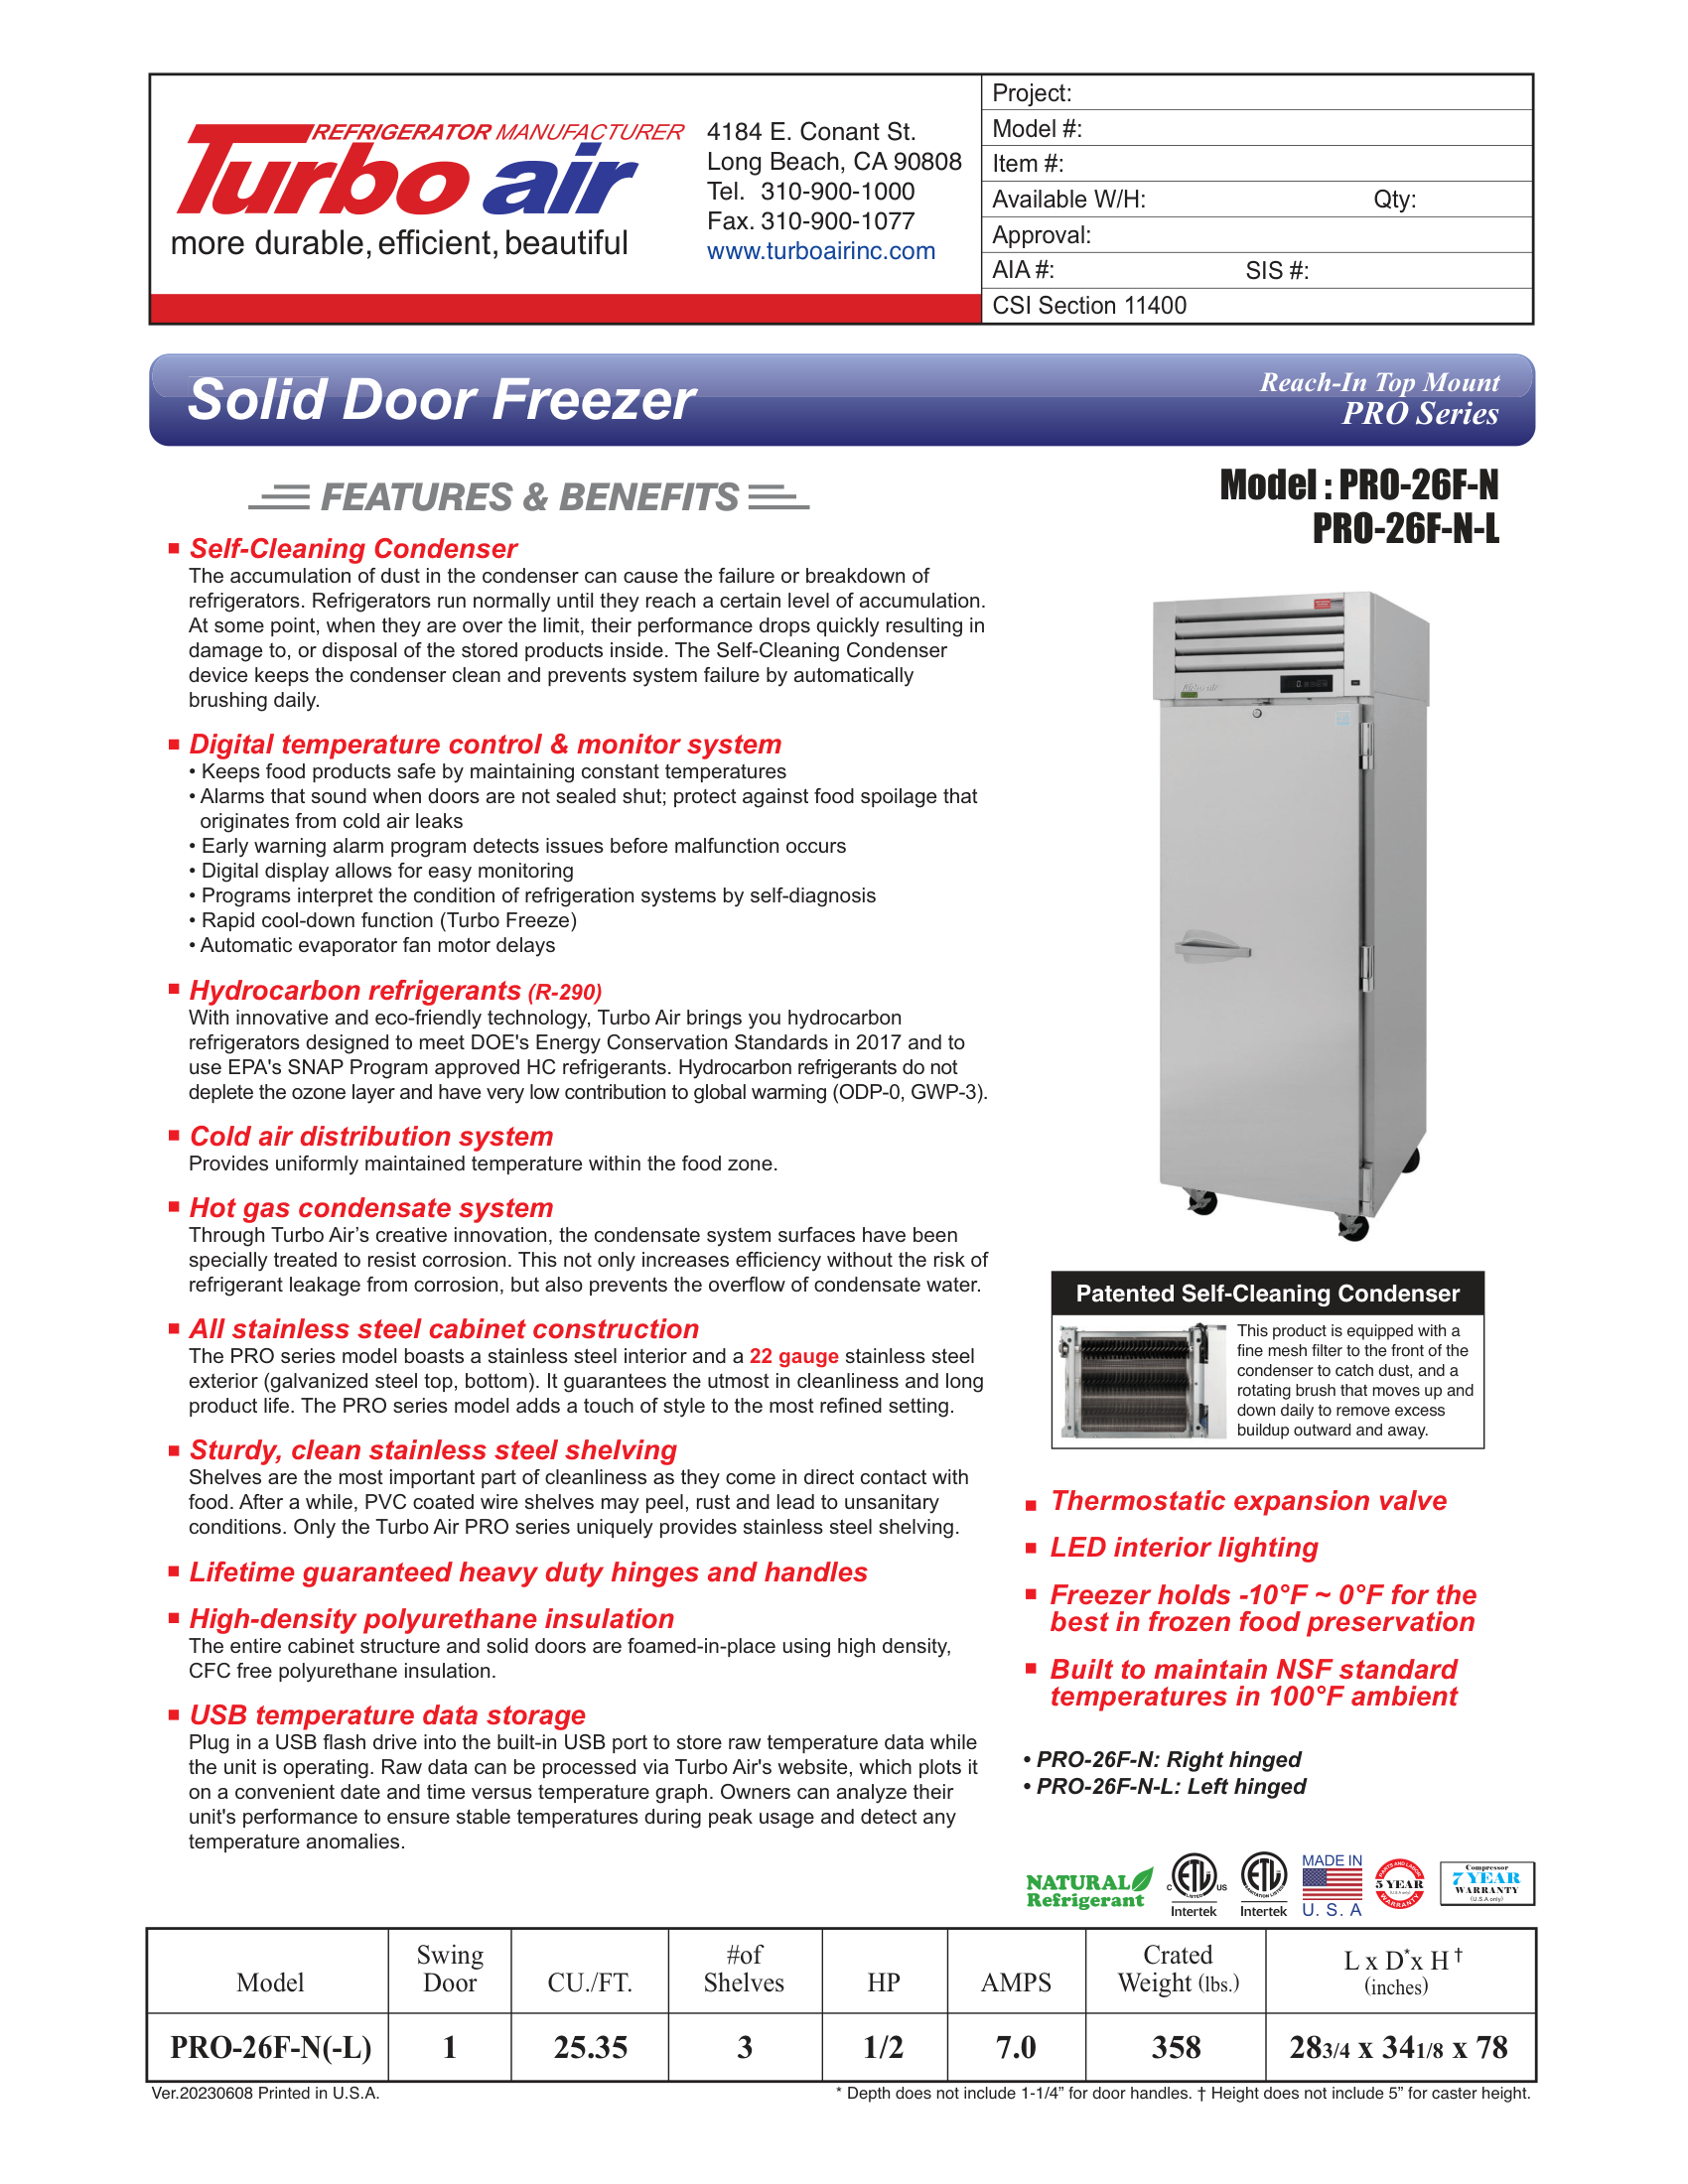 REFRIGERATOR MANUFACTURER
Turbo air
more durable, efficient, beautiful
4184 E. Conant St.
Long Beach, CA 90808
Tel. 310-900-1000
Fax. 310-900-1077
www.turboairinc.com
Project:
Model #:
Item #:
Available W/H: Qty:
Approval:
AIA #: SIS #:
CSI Section 11400
Solid Door Freezer
Reach-In Top Mount
PRO Series
FEATURES & BENEFITS
Model : PRO-26F-N
PRO-26F-N-L
Self-Cleaning Condenser
The accumulation of dust in the condenser can cause the failure or breakdown of
refrigerators. Refrigerators run normally until they reach a certain level of accumulation.
At some point, when they are over the limit, their performance drops quickly resulting in
damage to, or disposal of the stored products inside. The Self-Cleaning Condenser
device keeps the condenser clean and prevents system failure by automatically
brushing daily.
Digital temperature control & monitor system
• Keeps food products safe by maintaining constant temperatures
• Alarms that sound when doors are not sealed shut; protect against food spoilage that
originates from cold air leaks
• Early warning alarm program detects issues before malfunction occurs
• Digital display allows for easy monitoring
• Programs interpret the condition of refrigeration systems by self-diagnosis
• Rapid cool-down function (Turbo Freeze)
• Automatic evaporator fan motor delays
Hydrocarbon refrigerants (R-290)
With innovative and eco-friendly technology, Turbo Air brings you hydrocarbon
refrigerators designed to meet DOE's Energy Conservation Standards in 2017 and to
use EPA's SNAP Program approved HC refrigerants. Hydrocarbon refrigerants do not
deplete the ozone layer and have very low contribution to global warming (ODP-0, GWP-3).
Cold air distribution system
Provides uniformly maintained temperature within the food zone.
Hot gas condensate system
Through Turbo Air’s creative innovation, the condensate system surfaces have been
specially treated to resist corrosion. This not only increases efficiency without the risk of
refrigerant leakage from corrosion, but also prevents the overflow of condensate water.
All stainless steel cabinet construction
The PRO series model boasts a stainless steel interior and a 22 gauge stainless steel
exterior (galvanized steel top, bottom). It guarantees the utmost in cleanliness and long
product life. The PRO series model adds a touch of style to the most refined setting.
Sturdy, clean stainless steel shelving
Shelves are the most important part of cleanliness as they come in direct contact with
food. After a while, PVC coated wire shelves may peel, rust and lead to unsanitary
conditions. Only the Turbo Air PRO series uniquely provides stainless steel shelving.
Lifetime guaranteed heavy duty hinges and handles
High-density polyurethane insulation
The entire cabinet structure and solid doors are foamed-in-place using high density,
CFC free polyurethane insulation.
USB temperature data storage
Plug in a USB flash drive into the built-in USB port to store raw temperature data while
the unit is operating. Raw data can be processed via Turbo Air's website, which plots it
on a convenient date and time versus temperature graph. Owners can analyze their
unit's performance to ensure stable temperatures during peak usage and detect any
temperature anomalies.
Patented Self-Cleaning Condenser
This product is equipped with a
fine mesh filter to the front of the
condenser to catch dust, and a
rotating brush that moves up and
down daily to remove excess
buildup outward and away.
Thermostatic expansion valve
LED interior lighting
Freezer holds -10°F ~ 0°F for the
best in frozen food preservation
Built to maintain NSF standard
temperatures in 100°F ambient
• PRO-26F-N: Right hinged
• PRO-26F-N-L: Left hinged
NATURAL
Refrigerant
C ETL US
LISTED
Intertek
ETL
SANITATION LISTED
Intertek
MADE IN
U. S. A
PARTS AND LABOR
5 YEAR
(U.S.A only)
WARRANTY
Compressor
7 YEAR
WARRANTY
(U.S.A only)
Model Swing Door CU./FT. #of Shelves HP AMPS Crated Weight (lbs.) L x D* x H † (inches)
PRO-26F-N(-L) 1 25.35 3 1/2 7.0 358 283/4 x 341/8 x 78
Ver.20230608 Printed in U.S.A.
* Depth does not include 1-1/4” for door handles. † Height does not include 5” for caster height.